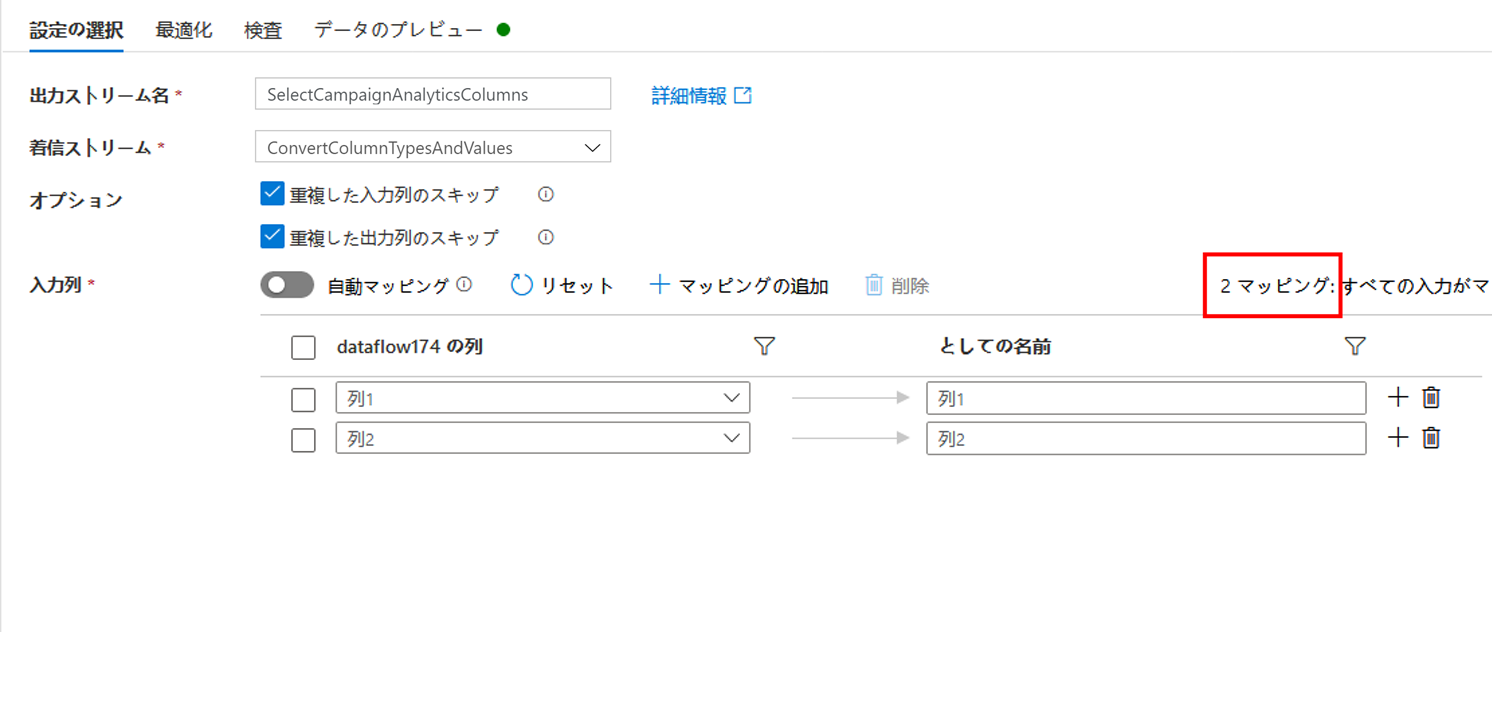 設定の選択 最適化 検査 データのプレビュー
出力ストリーム名 * SelectCampaignAnalyticsColumns 詳細情報
着信ストリーム * ConvertColumnTypesAndValues
オプション 重複した入力列のスキップ
重複した出力列のスキップ
入力列 * 自動マッピング リセット マッピングの追加 削除 2 マッピング: すべての入力がマ
dataflow174 の列 としての名前
列1 列1
列2 列2